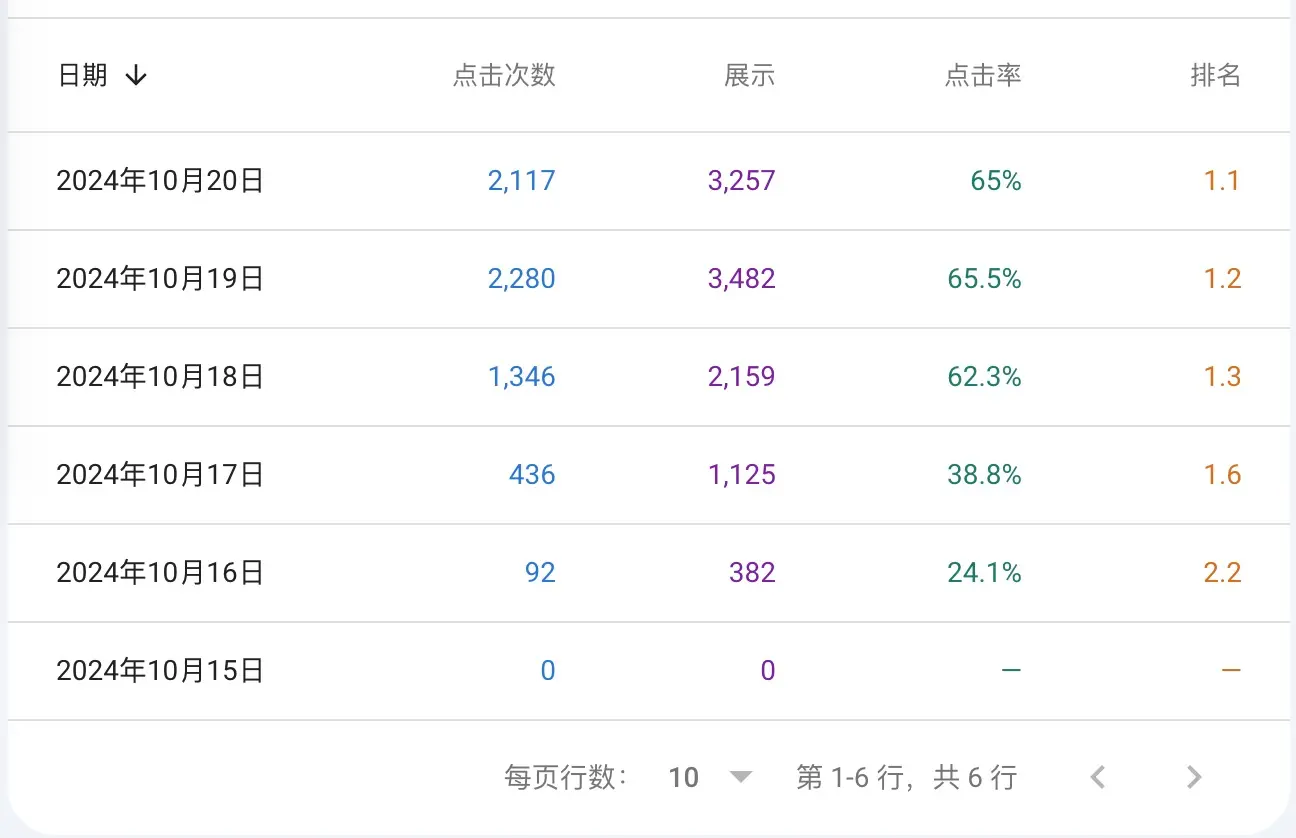 日期 ↓ 点击次数 展示 点击率 排名
2024年10月20日 2,117 3,257 65% 1.1
2024年10月19日 2,280 3,482 65.5% 1.2
2024年10月18日 1,346 2,159 62.3% 1.3
2024年10月17日 436 1,125 38.8% 1.6
2024年10月16日 92 382 24.1% 2.2
2024年10月15日 0 0 — —
每页行数： 10 第 1-6 行，共 6 行